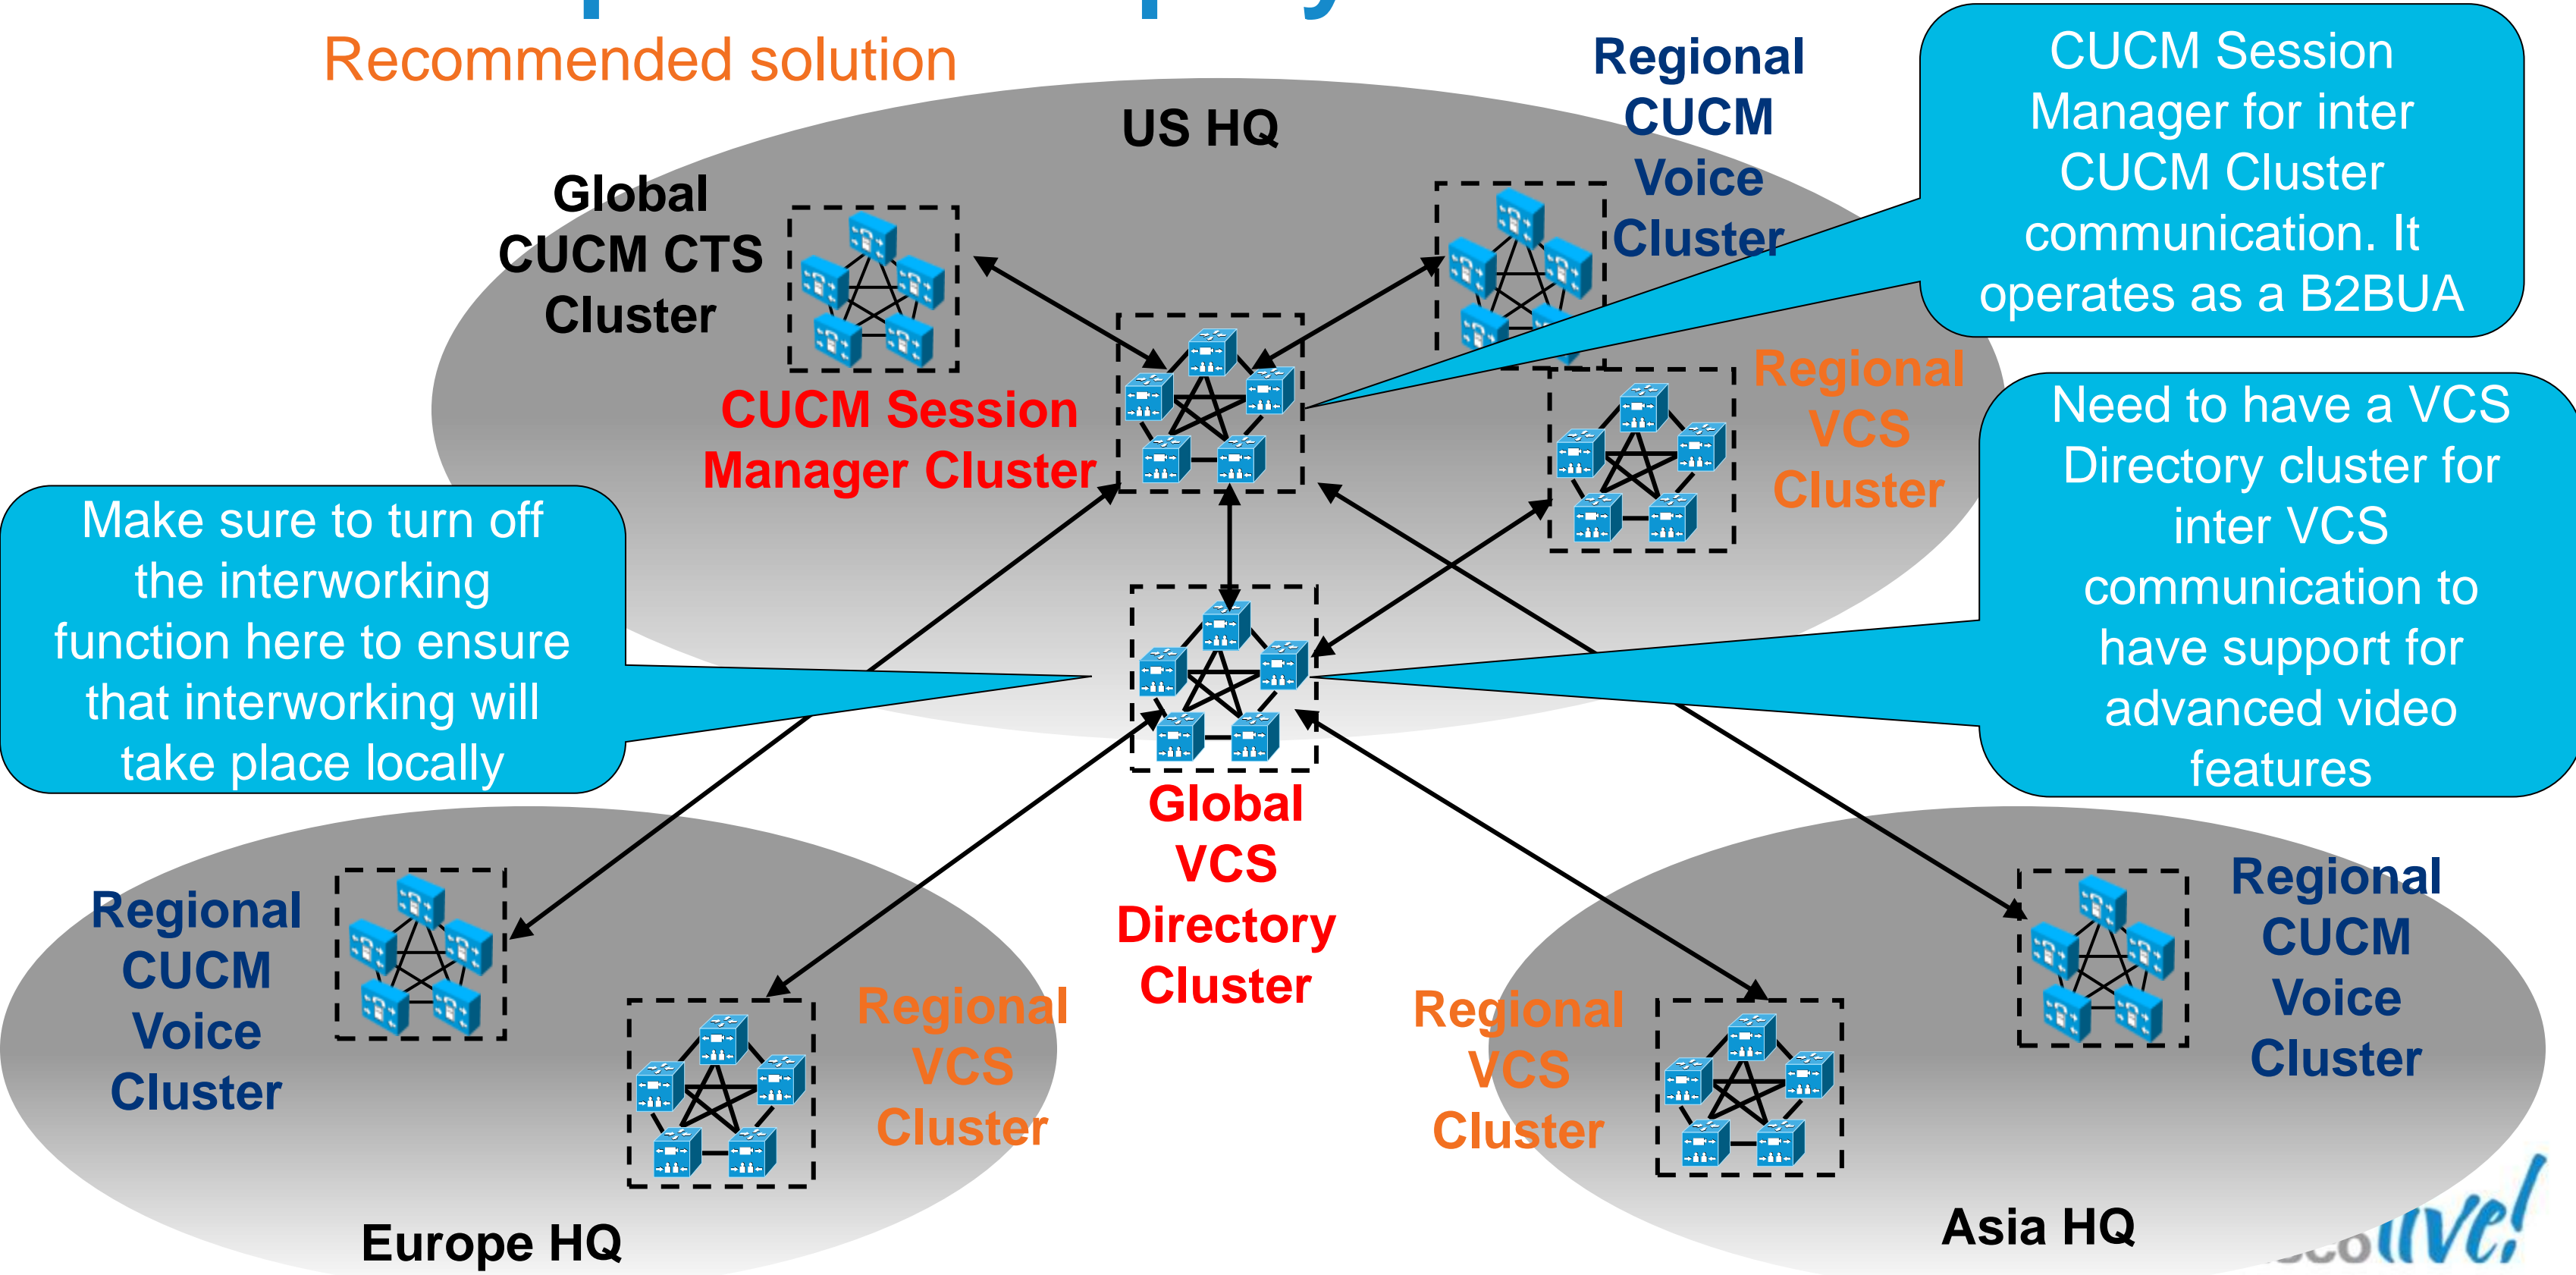 Recommended solution
US HQ
Global
CUCM CTS
Cluster
Regional
CUCM
Voice
Cluster
CUCM Session
Manager for inter
CUCM Cluster
communication. It
operates as a B2BUA
CUCM Session
Manager Cluster
Regional
VCS
Cluster
Need to have a VCS
Directory cluster for
inter VCS
communication to
have support for
advanced video
features
Make sure to turn off
the interworking
function here to ensure
that interworking will
take place locally
Global
VCS
Directory
Cluster
Regional
CUCM
Voice
Cluster
Regional
VCS
Cluster
Europe HQ
Regional
VCS
Cluster
Regional
CUCM
Voice
Cluster
Asia HQ
live!